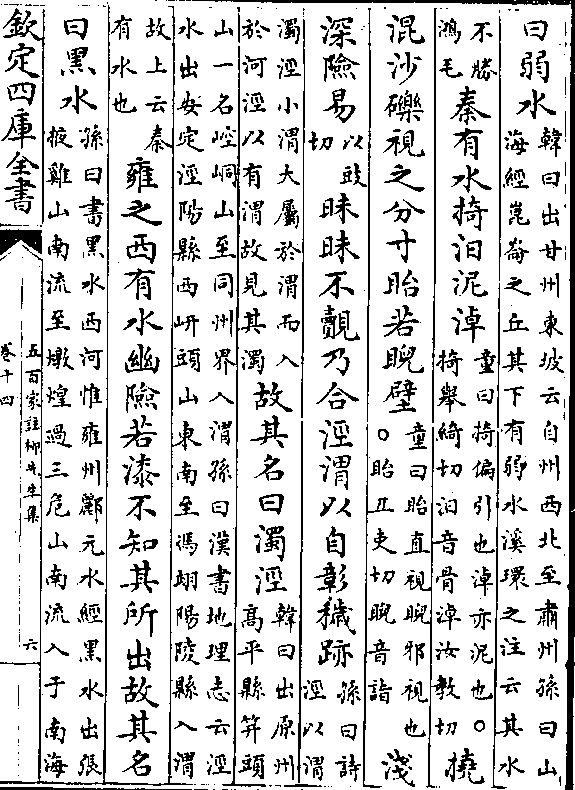 曰弱水韓曰出甘州東坡云自州西北至肅州孫曰山海經崑崙之丘其下有弱水溪環之注云其水
不勝鴻毛秦有水掎汨泥淖童曰掎偏引也淖亦泥也○掎舉綺切汨音骨淖汝教切撓
混沙礫視之分寸眙若睨壁童曰眙直視睨邪視也○眙丑吏切睨音詣淺
深險易以豉切昧昧不覿乃合涇渭以自彰穢跡孫曰詩涇以渭
濁涇小渭大屬於渭而入於河涇以有渭故見其濁故其名曰濁涇韓曰出原州高平縣笄頭
山一名崆峒山至同州界入渭孫曰漢書地理志云涇水出安定涇陽縣西岍頭山東南至馮翊陽陵縣入渭
故上云秦有水也雍之西有水幽險若漆不知其所出故其名
曰黑水孫曰書黑水西河惟雍州酈元水經黑水出張掖雞山南流至燉煌過三危山南流入于南海
欽定四庫全書
五百家註柳先生集
卷十四
六